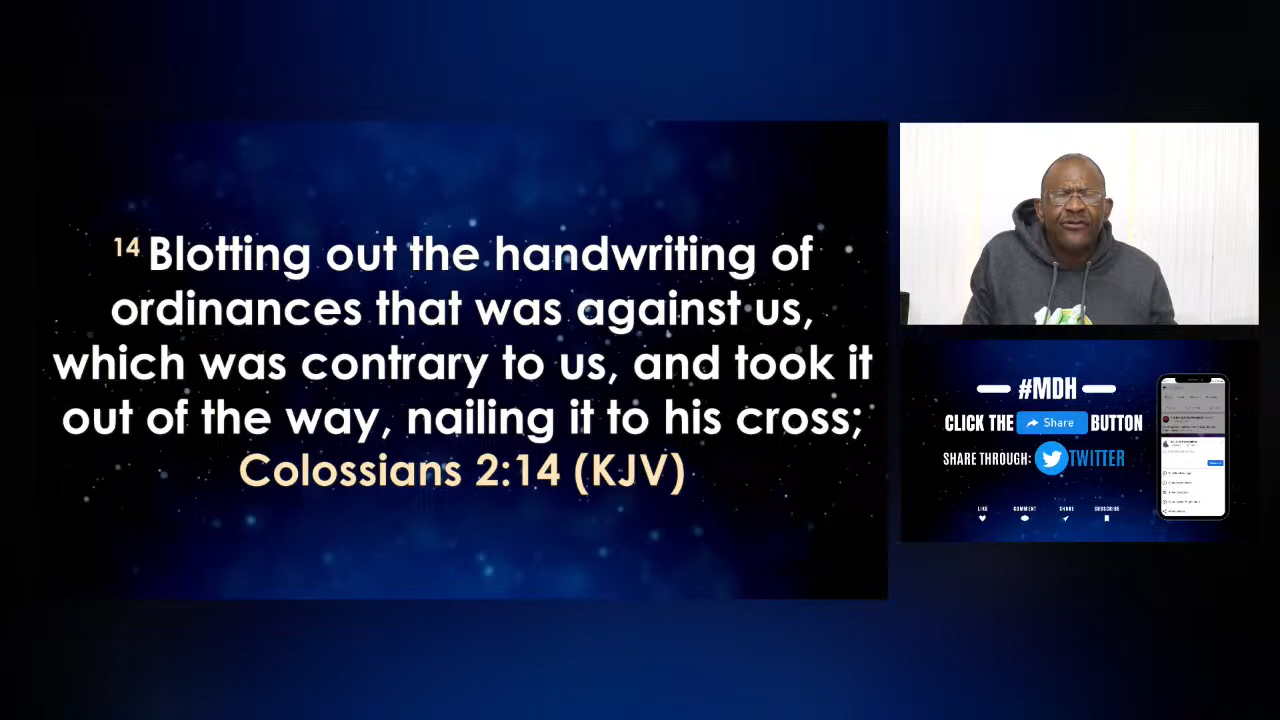 14 Blotting out the handwriting of
ordinances that was against us,
which was contrary to us, and took it
out of the way, nailing it to his cross;
Colossians 2:14 (KJV)
#MDH
CLICK THE Share BUTTON
SHARE THROUGH: TWITTER
LIKE COMMENT SHARE SUBSCRIBE